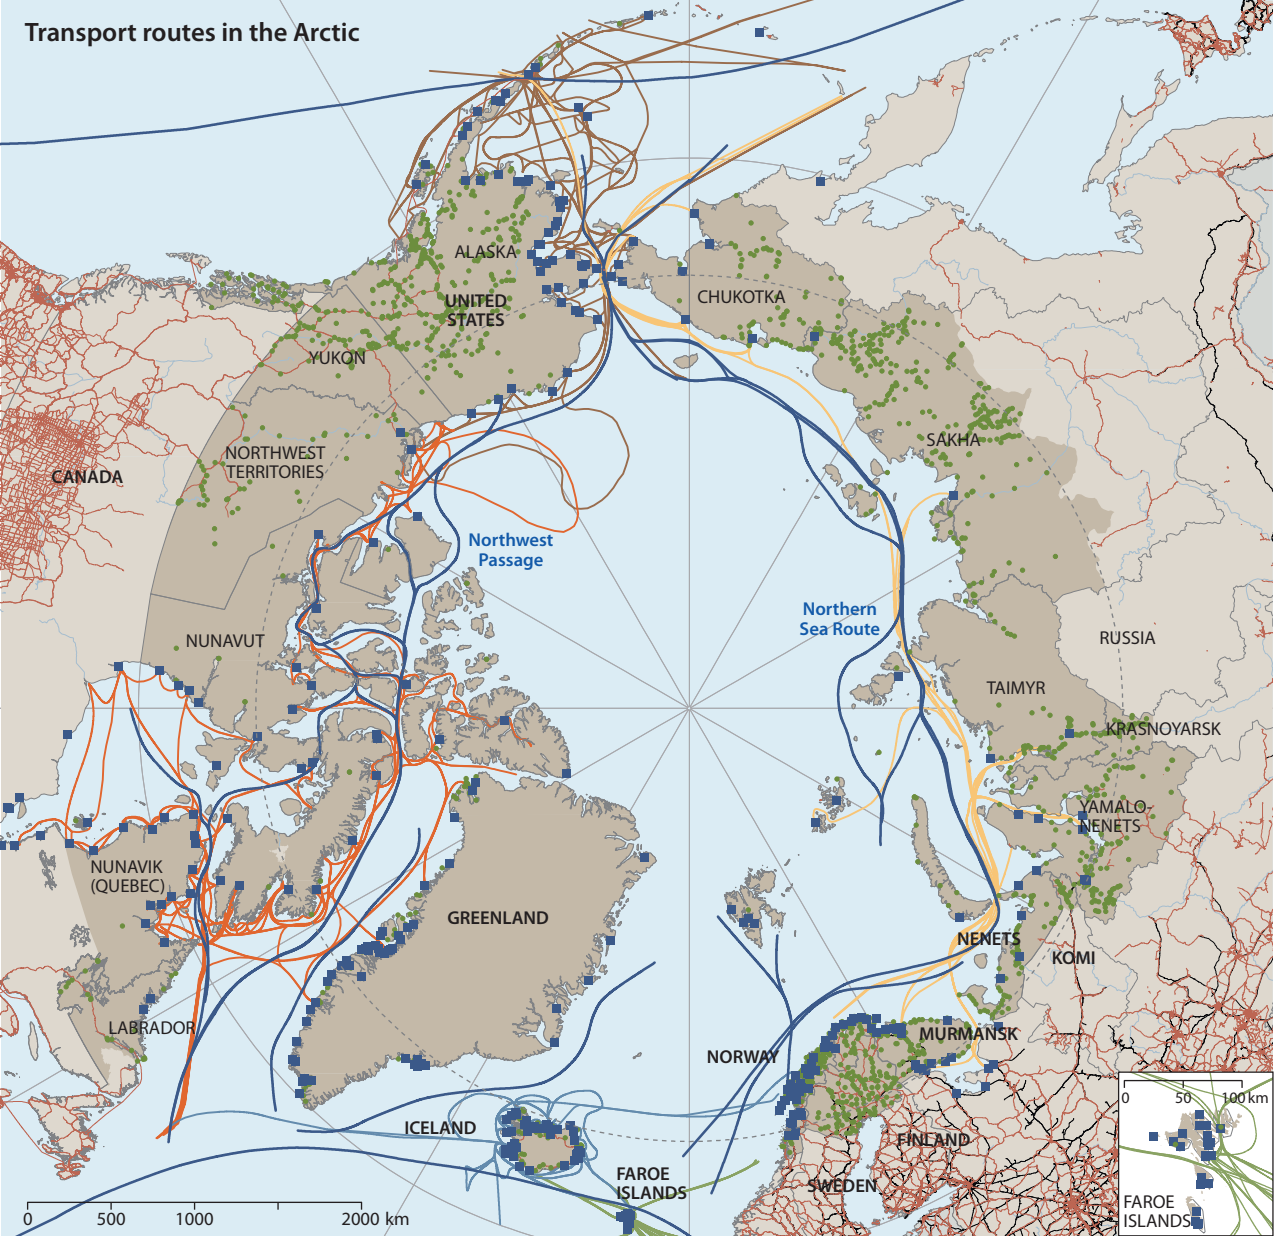 Transport routes in the Arctic
ALASKA
UNITED
STATES
CHUKOTKA
YUKON
SAKHA
NORTHWEST
TERRITORIES
CANADA
Northwest
Passage
Northern
Sea Route
NUNAVUT
RUSSIA
TAIMYR
KRASNOYARSK
YAMALO-
NENETS
NUNAVIK
(QUEBEC)
GREENLAND
NENETS
KOMI
LABRADOR
MURMANSK
NORWAY
ICELAND
FINLAND
FAROE
ISLANDS
SWEDEN
0 500 1000 2000 km
0 50 100 km
FAROE
ISLANDS